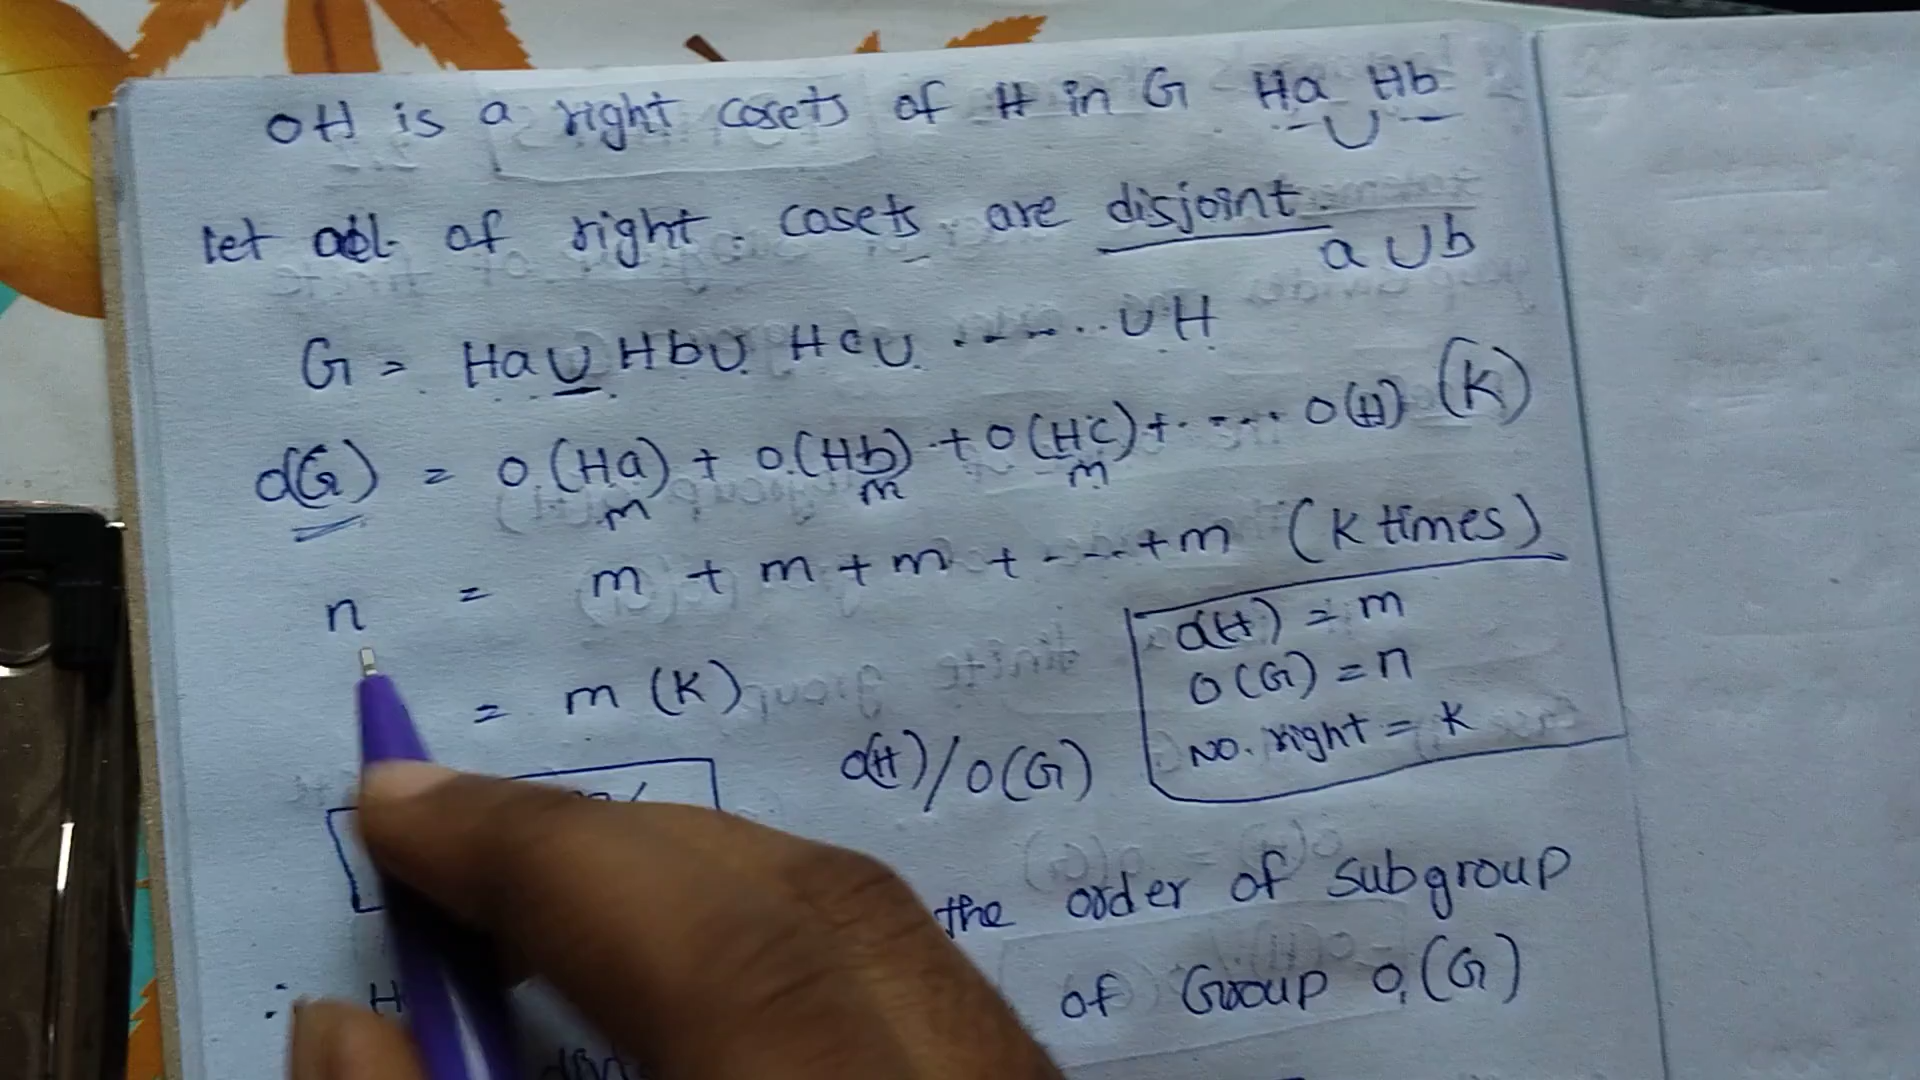 OH is a right cosets of H in G Ha Hb
∪
let all of right cosets are disjoint.
a ∪ b
G = Ha ∪ Hb ∪ Hc ∪ ..... ∪ H
O(G) = O(Ha) + O(Hb) + O(Hc) + ..... O(H) (K)
m m m
n = m + m + m + ..... + m (K times)
= m (K)
O(H) = m
O(G) = n
No. right = K
O(H)/O(G)
the order of subgroup
∴ H
of Group O(G)